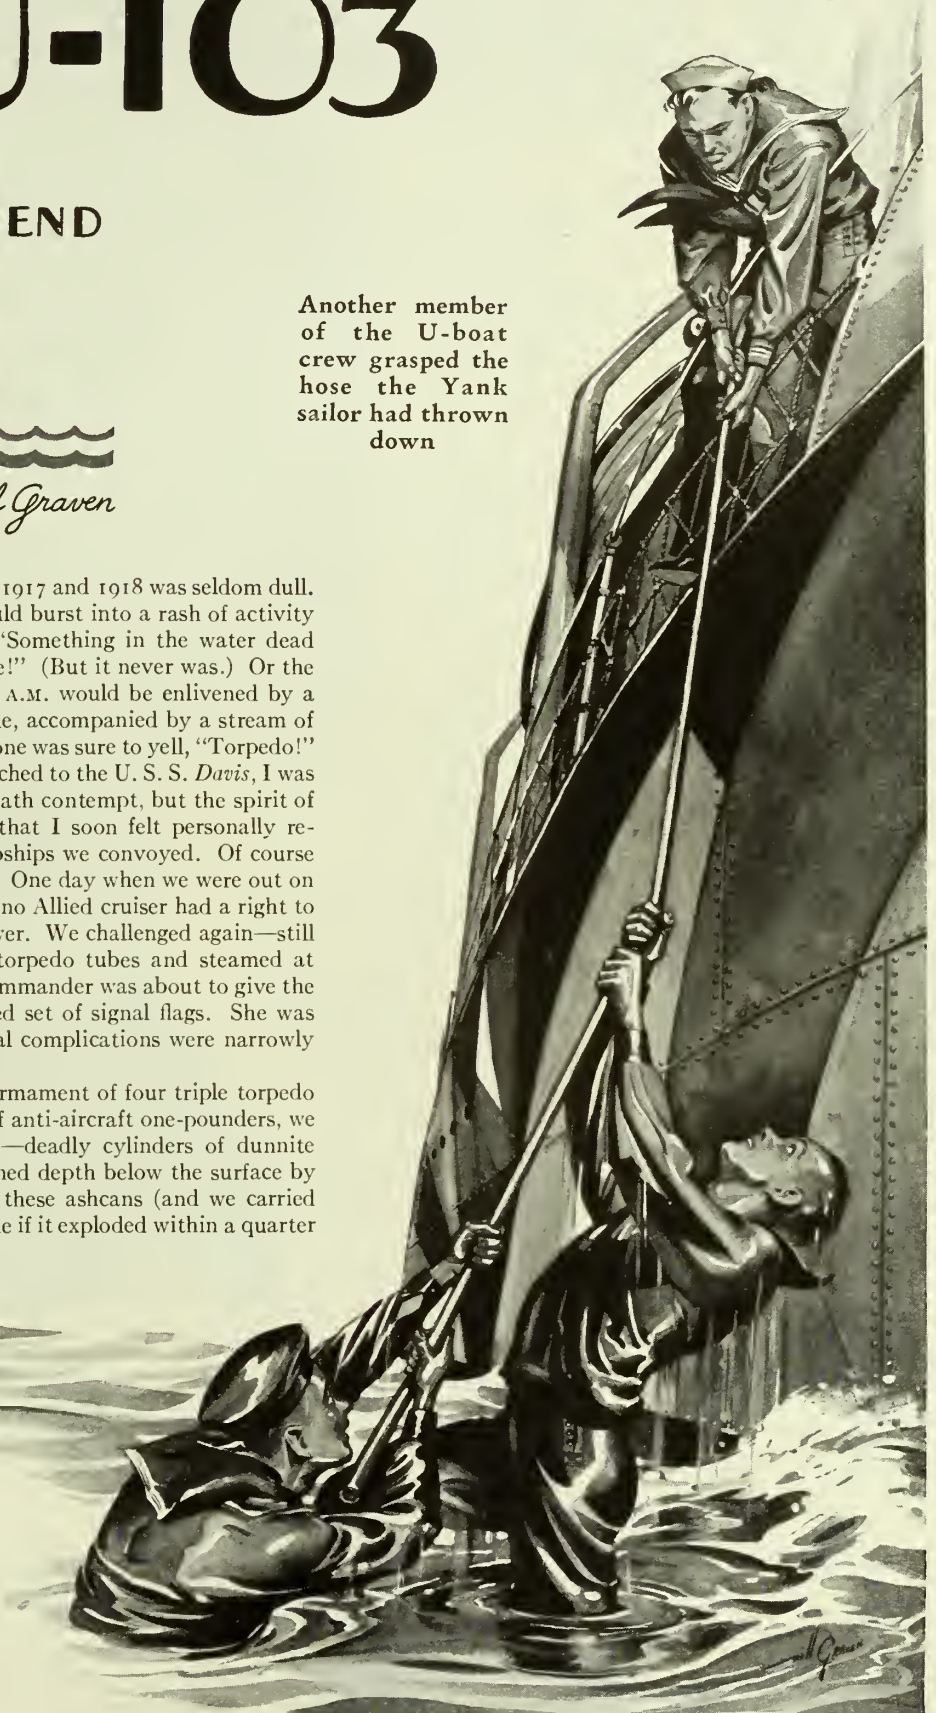 U-103
END
Another member
of the U-boat
crew grasped the
hose the Yank
sailor had thrown
down
Graven
1917 and 1918 was seldom dull.
ld burst into a rash of activity
“Something in the water dead
e!” (But it never was.) Or the
A.M. would be enlivened by a
e, accompanied by a stream of
one was sure to yell, “Torpedo!”
ched to the U. S. S. Davis, I was
ath contempt, but the spirit of
that I soon felt personally re-
ships we convoyed. Of course
One day when we were out on
no Allied cruiser had a right to
er. We challenged again—still
torpedo tubes and steamed at
mmander was about to give the
ed set of signal flags. She was
al complications were narrowly
rmament of four triple torpedo
f anti-aircraft one-pounders, we
—deadly cylinders of dunnite
ned depth below the surface by
these ashcans (and we carried
e if it exploded within a quarter